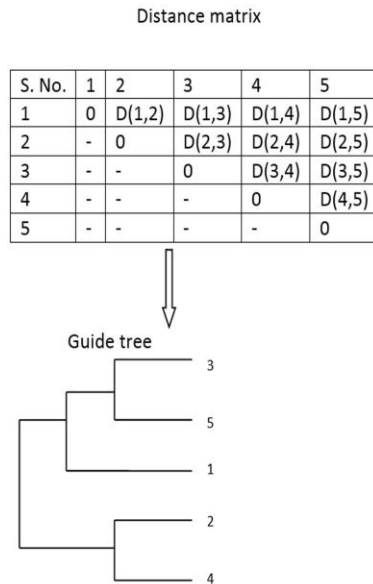 Distance matrix
S. No. 1 2 3 4 5
1 0 D(1,2) D(1,3) D(1,4) D(1,5)
2 - 0 D(2,3) D(2,4) D(2,5)
3 - - 0 D(3,4) D(3,5)
4 - - - 0 D(4,5)
5 - - - - 0
Guide tree
3
5
1
2
4